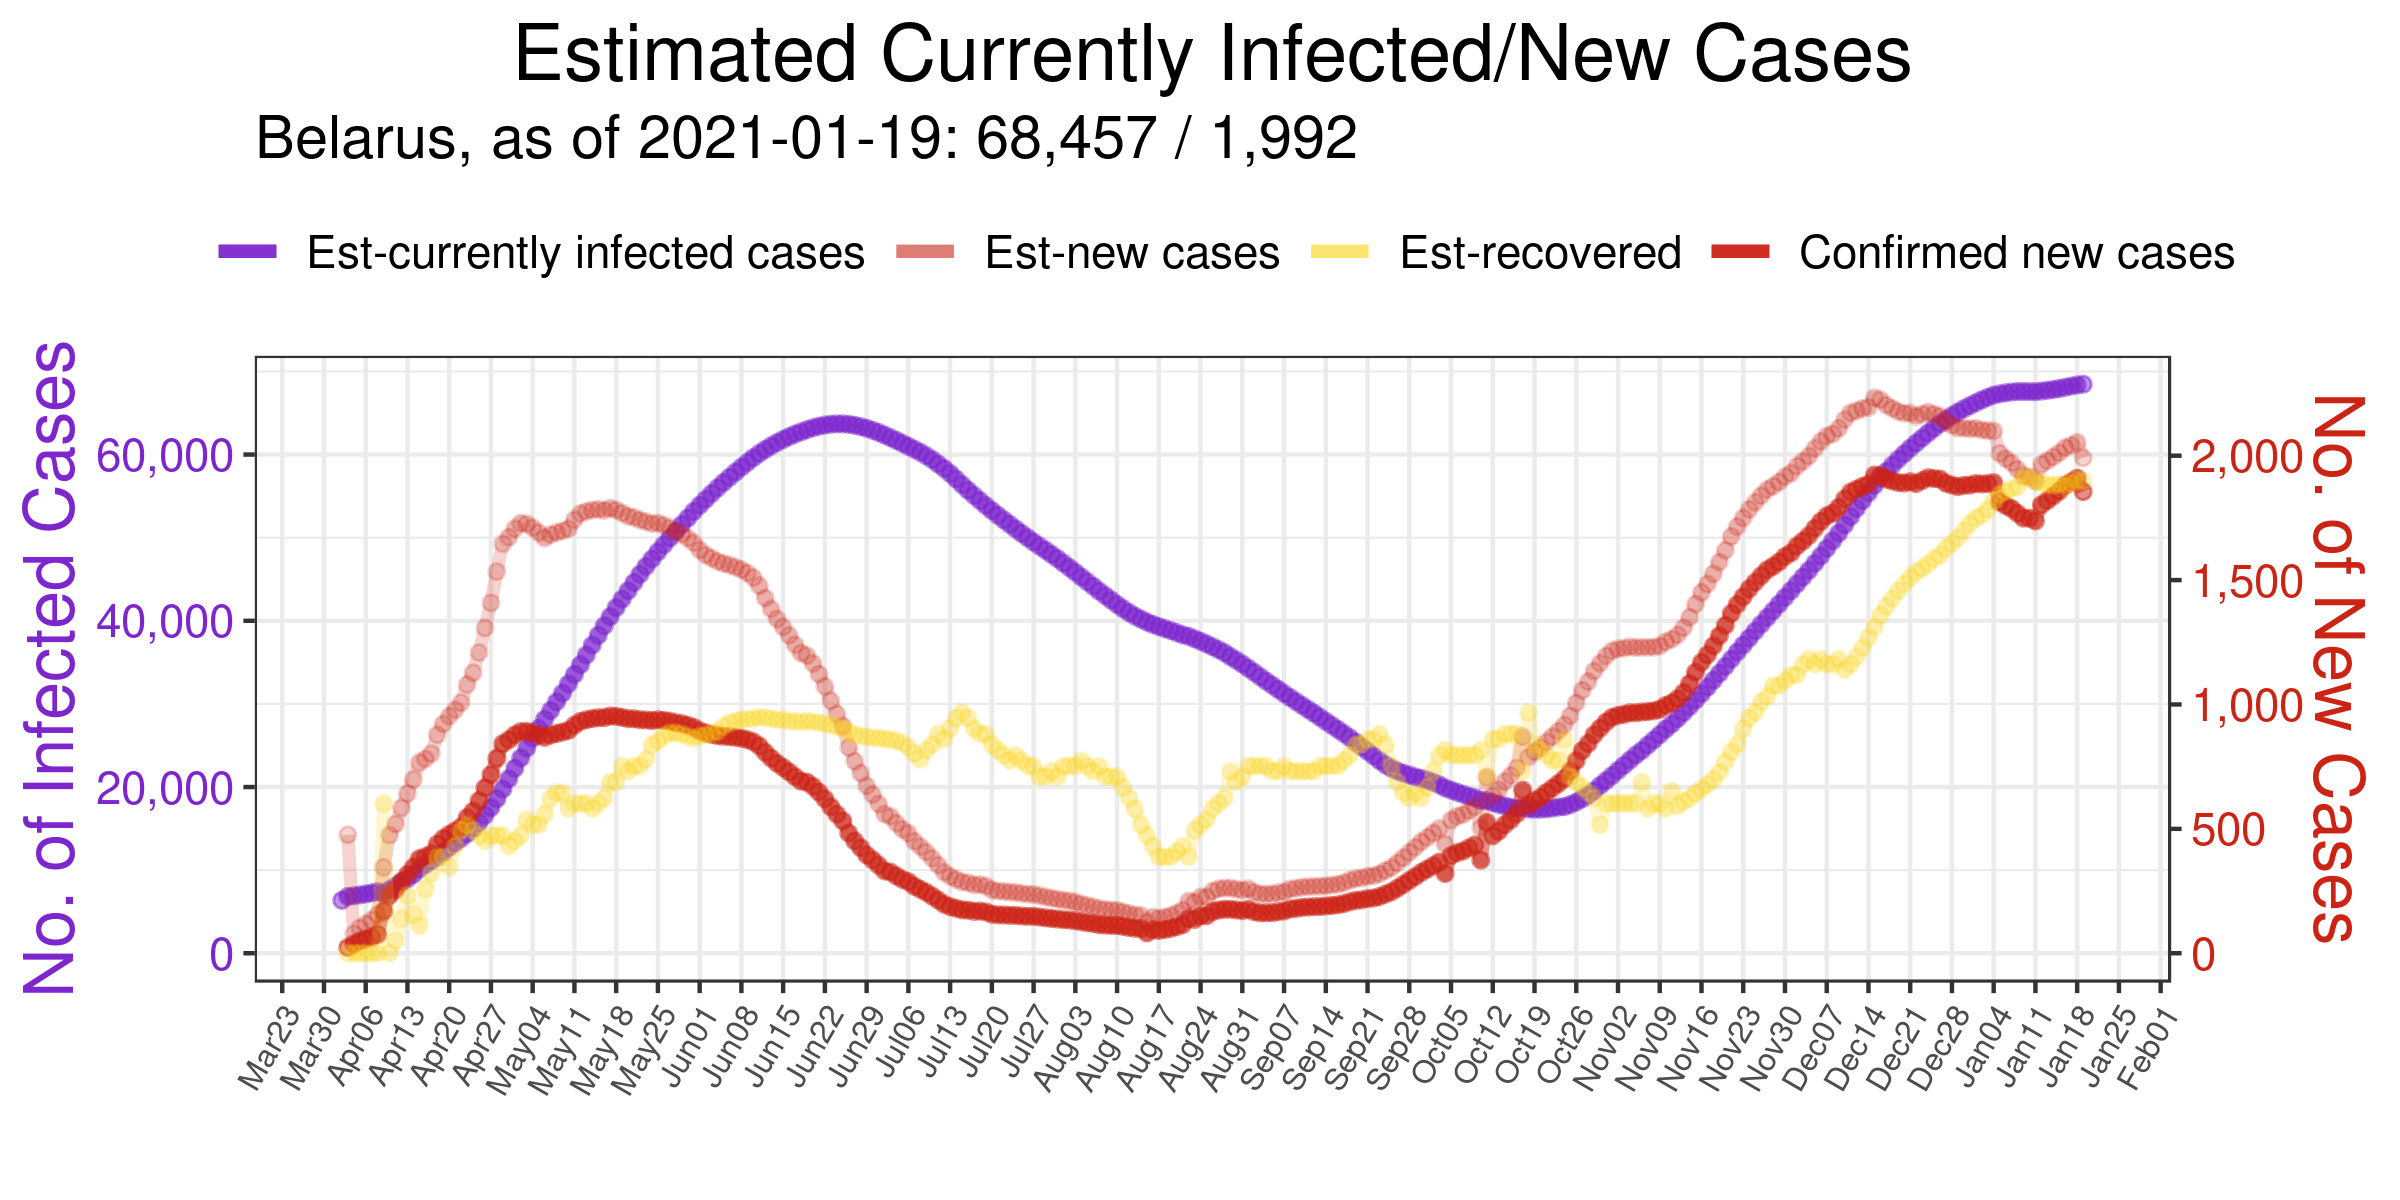 Estimated Currently Infected/New Cases
Belarus, as of 2021-01-19: 68,457 / 1,992
Est-currently infected cases Est-new cases Est-recovered Confirmed new cases
No. of Infected Cases
60,000
40,000
20,000
0
2,000
1,500
1,000
500
0
No. of New Cases
Mar23 Mar30 Apr06 Apr13 Apr20 Apr27 May04 May11 May18 May25 Jun01 Jun08 Jun15 Jun22 Jun29 Jul06 Jul13 Jul20 Jul27 Aug03 Aug10 Aug17 Aug24 Aug31 Sep07 Sep14 Sep21 Sep28 Oct05 Oct12 Oct19 Oct26 Nov02 Nov09 Nov16 Nov23 Nov30 Dec07 Dec14 Dec21 Dec28 Jan04 Jan11 Jan18 Jan25 Feb01